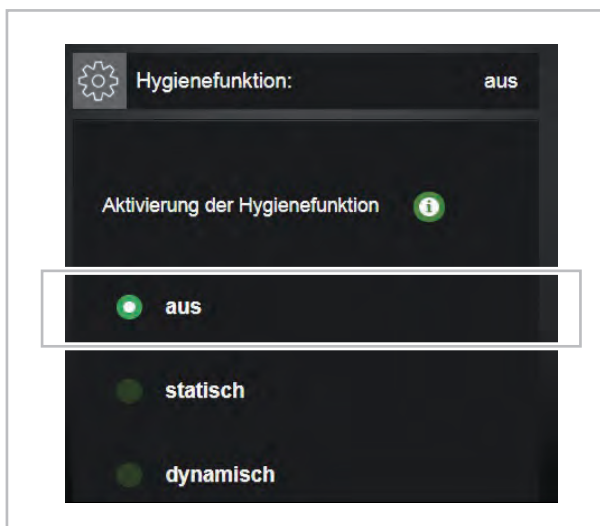 Hygienefunktion: aus
Aktivierung der Hygienefunktion
aus
statisch
dynamisch